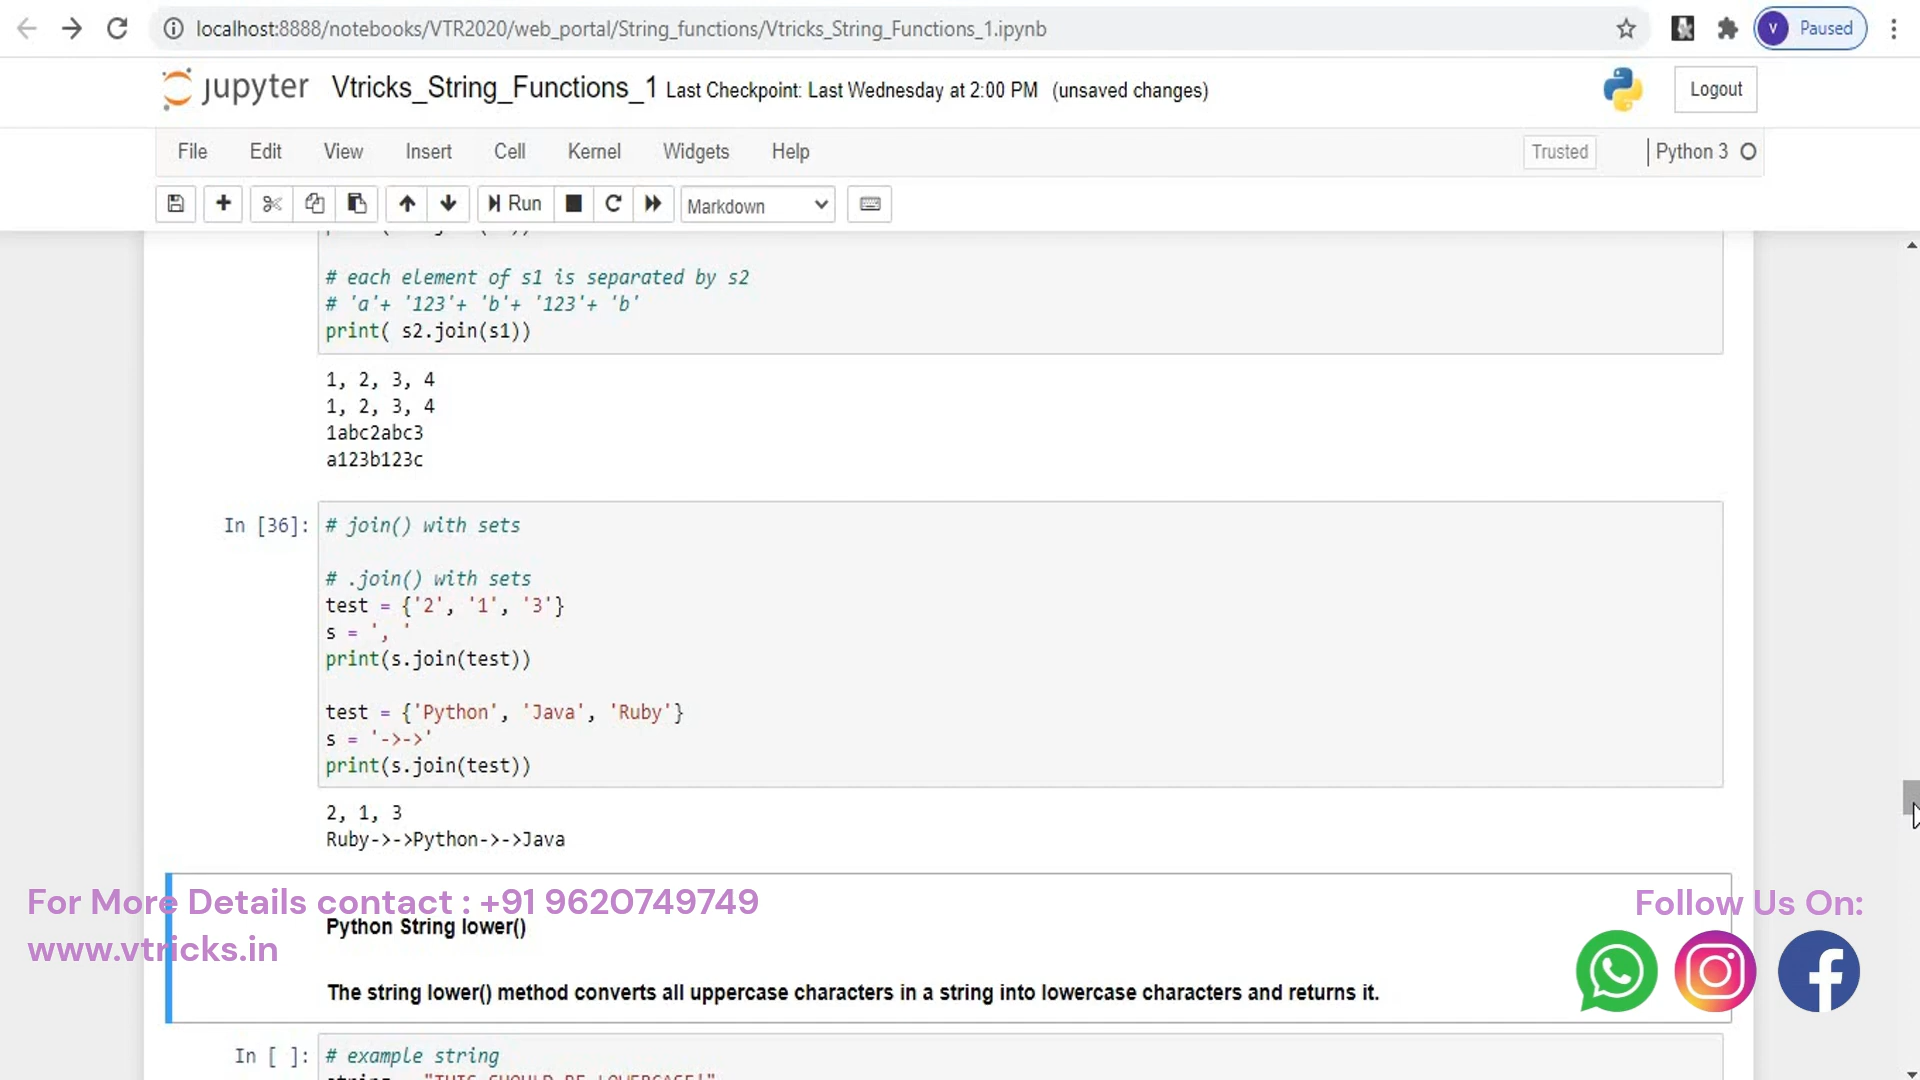 localhost:8888/notebooks/VTR2020/web_portal/String_functions/Vtricks_String_Functions_1.ipynb
V Paused
jupyter Vtricks_String_Functions_1 Last Checkpoint: Last Wednesday at 2:00 PM (unsaved changes)
Logout
File Edit View Insert Cell Kernel Widgets Help
Trusted
Python 3
Run
Markdown
# each element of s1 is separated by s2
# 'a'+ '123'+ 'b'+ '123'+ 'b'
print( s2.join(s1))
1, 2, 3, 4
1, 2, 3, 4
1abc2abc3
a123b123c
In [36]: # join() with sets
# .join() with sets
test = {'2', '1', '3'}
s = ', '
print(s.join(test))
test = {'Python', 'Java', 'Ruby'}
s = '->->'
print(s.join(test))
2, 1, 3
Ruby->->Python->->Java
For More Details contact : +91 9620749749
www.vtricks.in
Follow Us On:
Python String lower()
The string lower() method converts all uppercase characters in a string into lowercase characters and returns it.
In [ ]: # example string